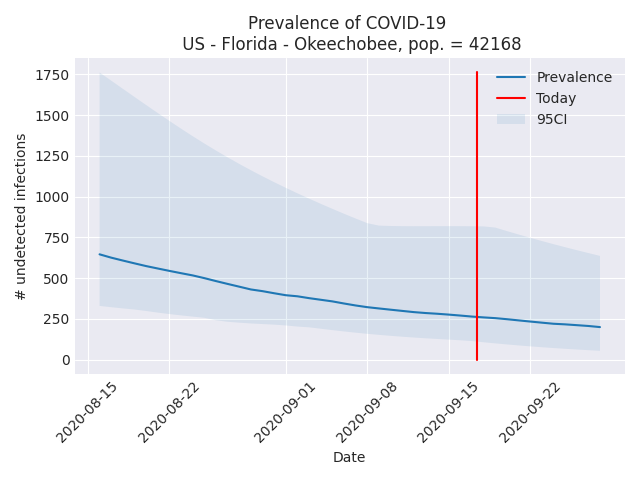 Prevalence of COVID-19
US - Florida - Okeechobee, pop. = 42168
1750
1500
1250
1000
750
500
250
0
# undetected infections
Prevalence
Today
95CI
2020-08-15
2020-08-22
2020-09-01
2020-09-08
2020-09-15
2020-09-22
Date